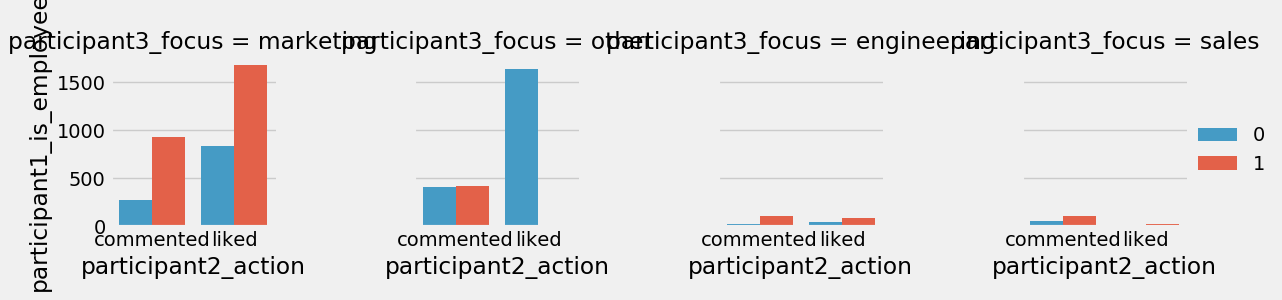 participant3_focus = marketing
participant3_focus = other
participant3_focus = engineering
participant3_focus = sales
participant1_is_employee
1500
1000
500
0
commented liked
commented liked
commented liked
commented liked
participant2_action
participant2_action
participant2_action
participant2_action
0
1